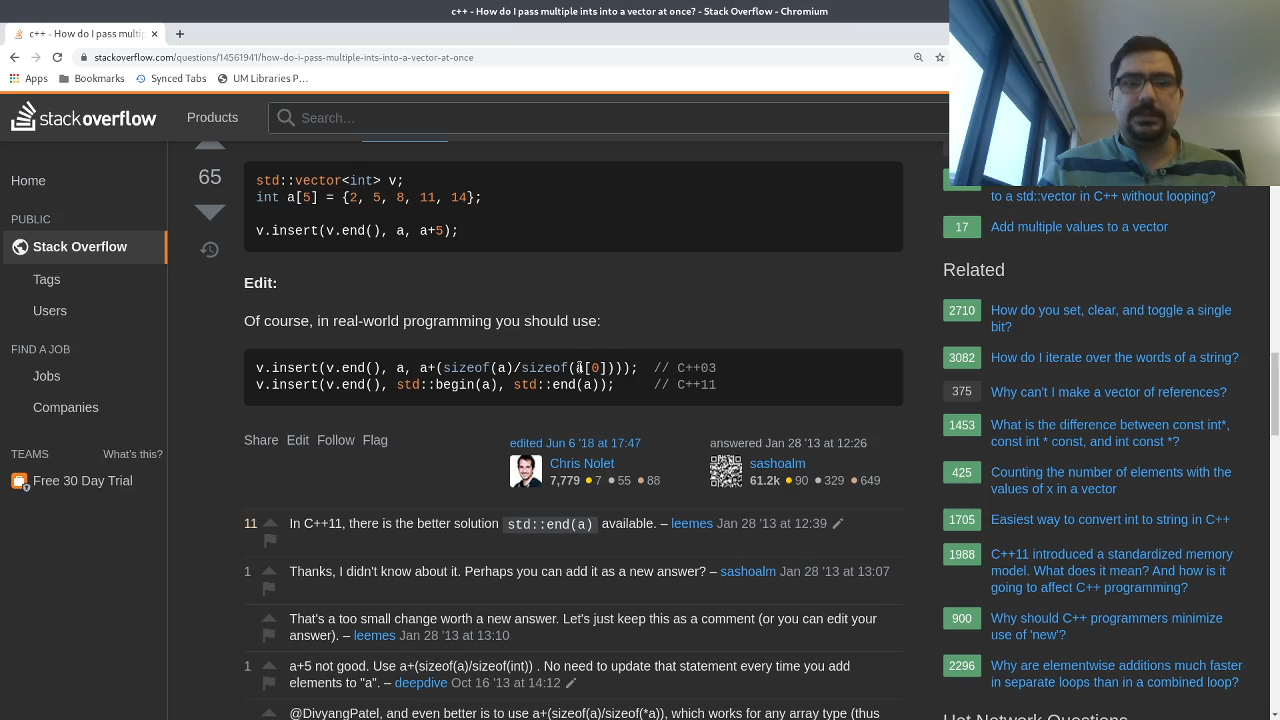 c++ - How do I pass multiple ints into a vector at once? - Stack Overflow - Chromium
c++ - How do I pass multip
stackoverflow.com/questions/14561941/how-do-i-pass-multiple-ints-into-a-vector-at-once
Apps Bookmarks Synced Tabs UM Libraries P…
stackoverflow Products Search…
Home
PUBLIC
Stack Overflow
Tags
Users
FIND A JOB
Jobs
Companies
TEAMS What's this?
Free 30 Day Trial
65
std::vector<int> v;
int a[5] = {2, 5, 8, 11, 14};
v.insert(v.end(), a, a+5);
Edit:
Of course, in real-world programming you should use:
v.insert(v.end(), a, a+(sizeof(a)/sizeof(a[0]))); // C++03
v.insert(v.end(), std::begin(a), std::end(a)); // C++11
Share Edit Follow Flag
edited Jun 6 '18 at 17:47
Chris Nolet
7,779 7 55 88
answered Jan 28 '13 at 12:26
sashoalm
61.2k 90 329 649
11 In C++11, there is the better solution std::end(a) available. – leemes Jan 28 '13 at 12:39
1 Thanks, I didn't know about it. Perhaps you can add it as a new answer? – sashoalm Jan 28 '13 at 13:07
That's a too small change worth a new answer. Let's just keep this as a comment (or you can edit your
answer). – leemes Jan 28 '13 at 13:10
1 a+5 not good. Use a+(sizeof(a)/sizeof(int)) . No need to update that statement every time you add
elements to "a". – deepdive Oct 16 '13 at 14:12
@DivyangPatel, and even better is to use a+(sizeof(a)/sizeof(*a)), which works for any array type (thus
to a std::vector in C++ without looping?
17 Add multiple values to a vector
Related
2710 How do you set, clear, and toggle a single
bit?
3082 How do I iterate over the words of a string?
375 Why can't I make a vector of references?
1453 What is the difference between const int*,
const int * const, and int const *?
425 Counting the number of elements with the
values of x in a vector
1705 Easiest way to convert int to string in C++
1988 C++11 introduced a standardized memory
model. What does it mean? And how is it
going to affect C++ programming?
900 Why should C++ programmers minimize
use of 'new'?
2296 Why are elementwise additions much faster
in separate loops than in a combined loop?
Hot Network Questions